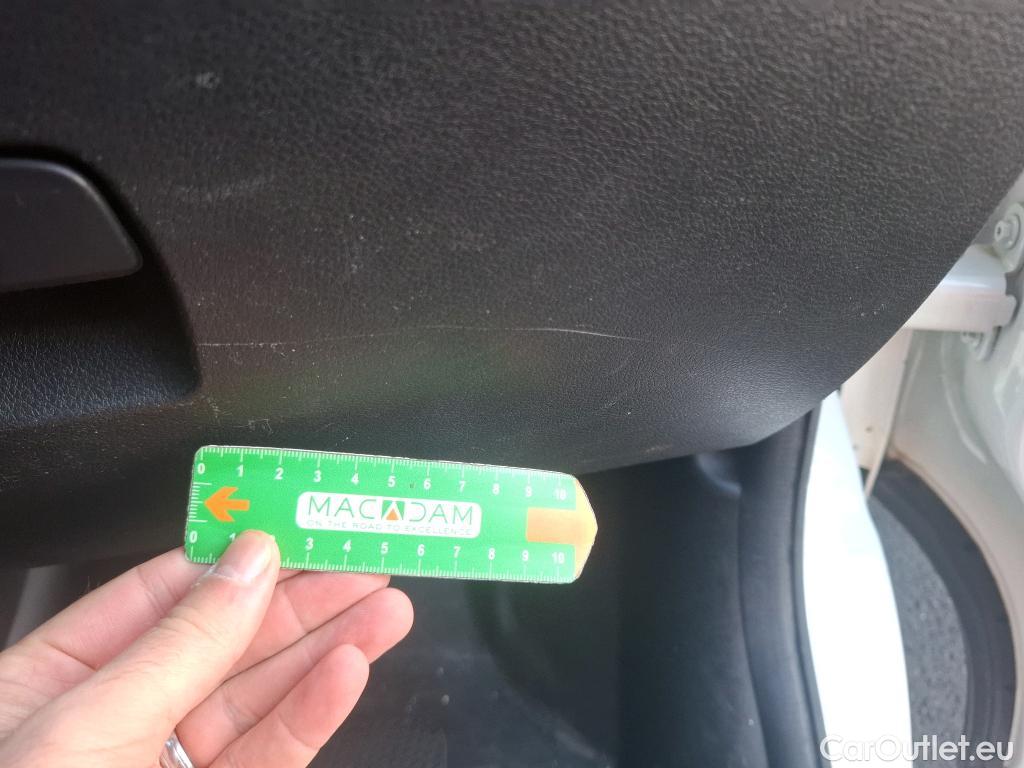 0 1 2 3 4 5 6 7 8 9 10
MACADAM
ON THE ROAD TO EXCELLENCE
0 1 2 3 4 5 6 7 8 9 10
CarOutlet.eu